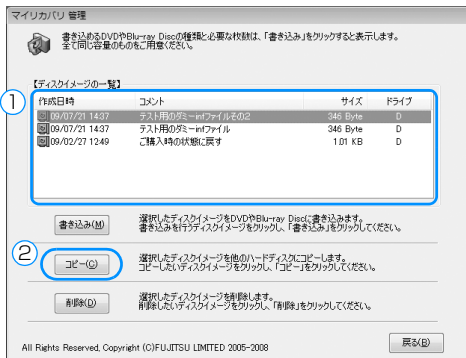 マイリカバリ 管理
書き込めるDVDやBlu-ray Discの種類と必要な枚数は、「書き込み」をクリックすると表示します。
全て同じ容量のものをご用意ください。
【ディスクイメージの一覧】
①
作成日時 コメント サイズ ドライブ
09/07/21 14:37 テスト用のダミーinfファイルその2 346 Byte D
09/07/21 14:37 テスト用のダミーinfファイル 346 Byte D
09/02/27 12:49 ご購入時の状態に戻す 1.01 KB D
書き込み(M) 選択したディスクイメージをDVDやBlu-ray Discに書き込みます。
書き込みを行うディスクイメージをクリックし、「書き込み」をクリックしてください。
②
コピー(C) 選択したディスクイメージを他のハードディスクにコピーします。
コピーしたいディスクイメージをクリックし、「コピー」をクリックしてください。
削除(D) 選択したディスクイメージを削除します。
削除したいディスクイメージをクリックし、「削除」をクリックしてください。
All Rights Reserved, Copyright (C)FUJITSU LIMITED 2005-2008
戻る(B)